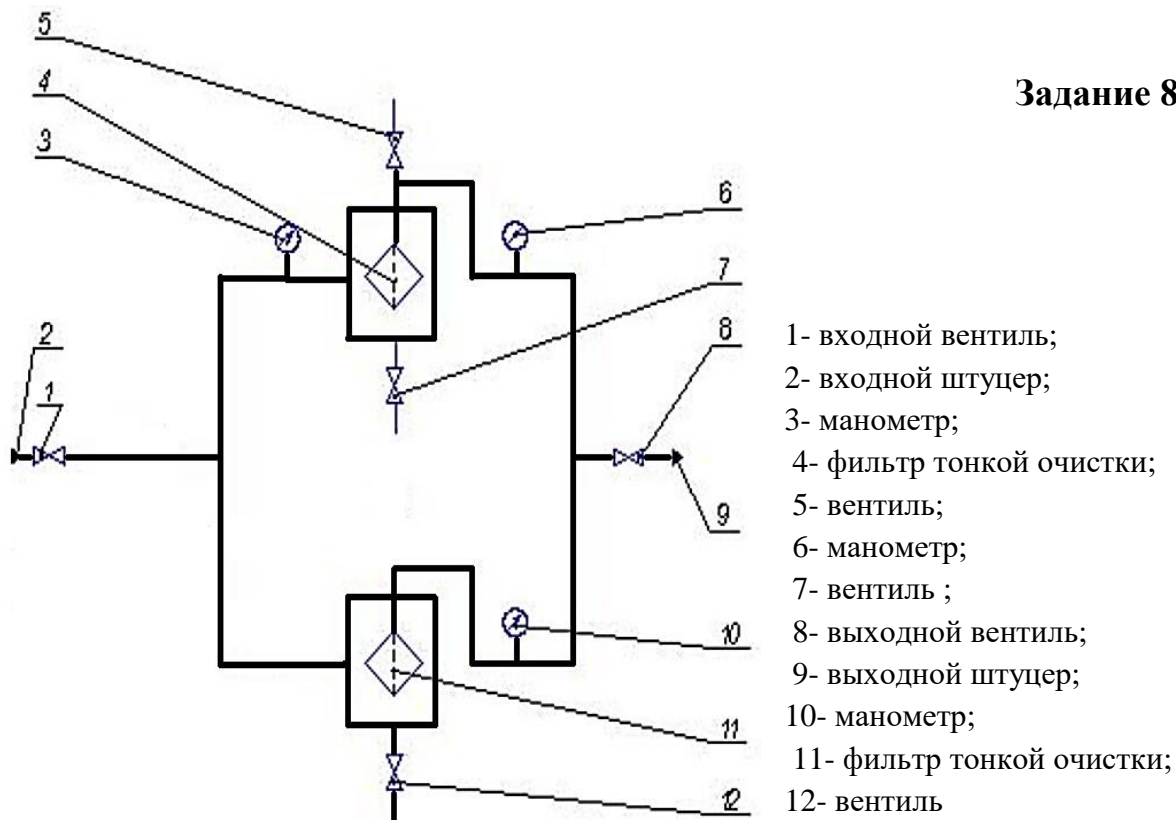 Задание 8
5
4
3
6
7
8
2
1
9
10
11
12
1- входной вентиль;
2- входной штуцер;
3- манометр;
4- фильтр тонкой очистки;
5- вентиль;
6- манометр;
7- вентиль ;
8- выходной вентиль;
9- выходной штуцер;
10- манометр;
11- фильтр тонкой очистки;
12- вентиль